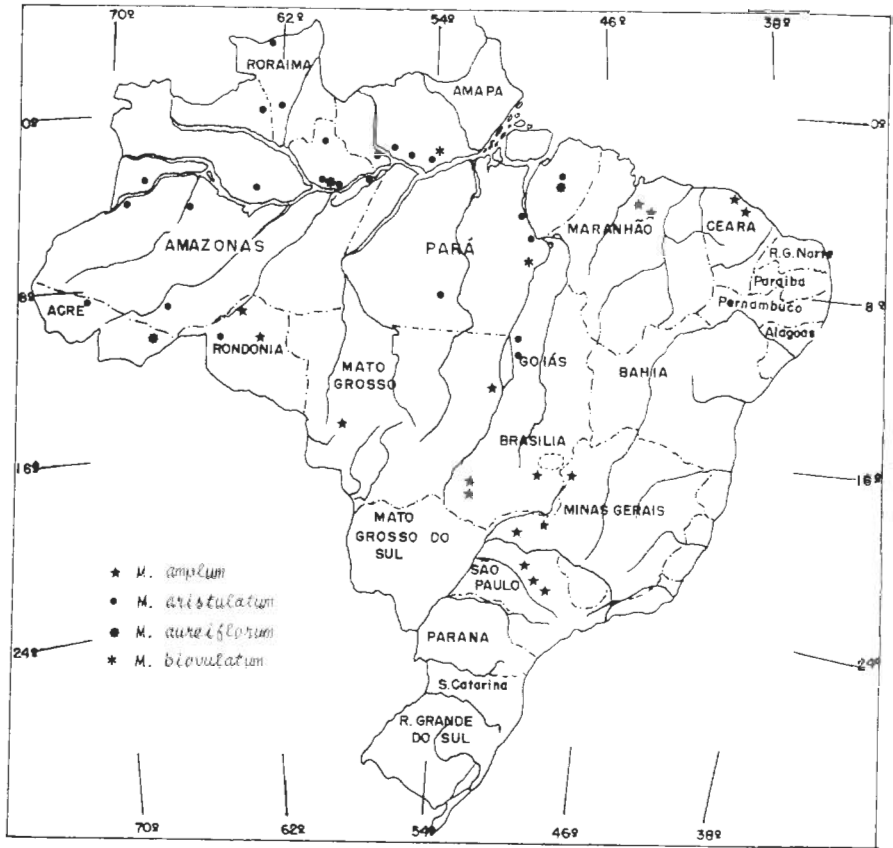 70º 62º 54º 46º 38º
RORAIMA
AMAPA
0º 0º
AMAZONAS
PARÁ
MARANHÃO
CEARA
R.G. Norte
Paraiba
Pernambuco
Alagoas
8º 8º
ACRE
RONDONIA
MATO
GROSSO
GOIÁS
BAHIA
BRASILIA
16º 16º
MINAS GERAIS
MATO
GROSSO DO
SUL
SÃO
PAULO
M. amplum
M. aristulatum
M. aureiflorum
M. biovulatum
PARANA
24º 24º
S. Catarina
R. GRANDE
DO SUL
70º 62º 54º 46º 38º